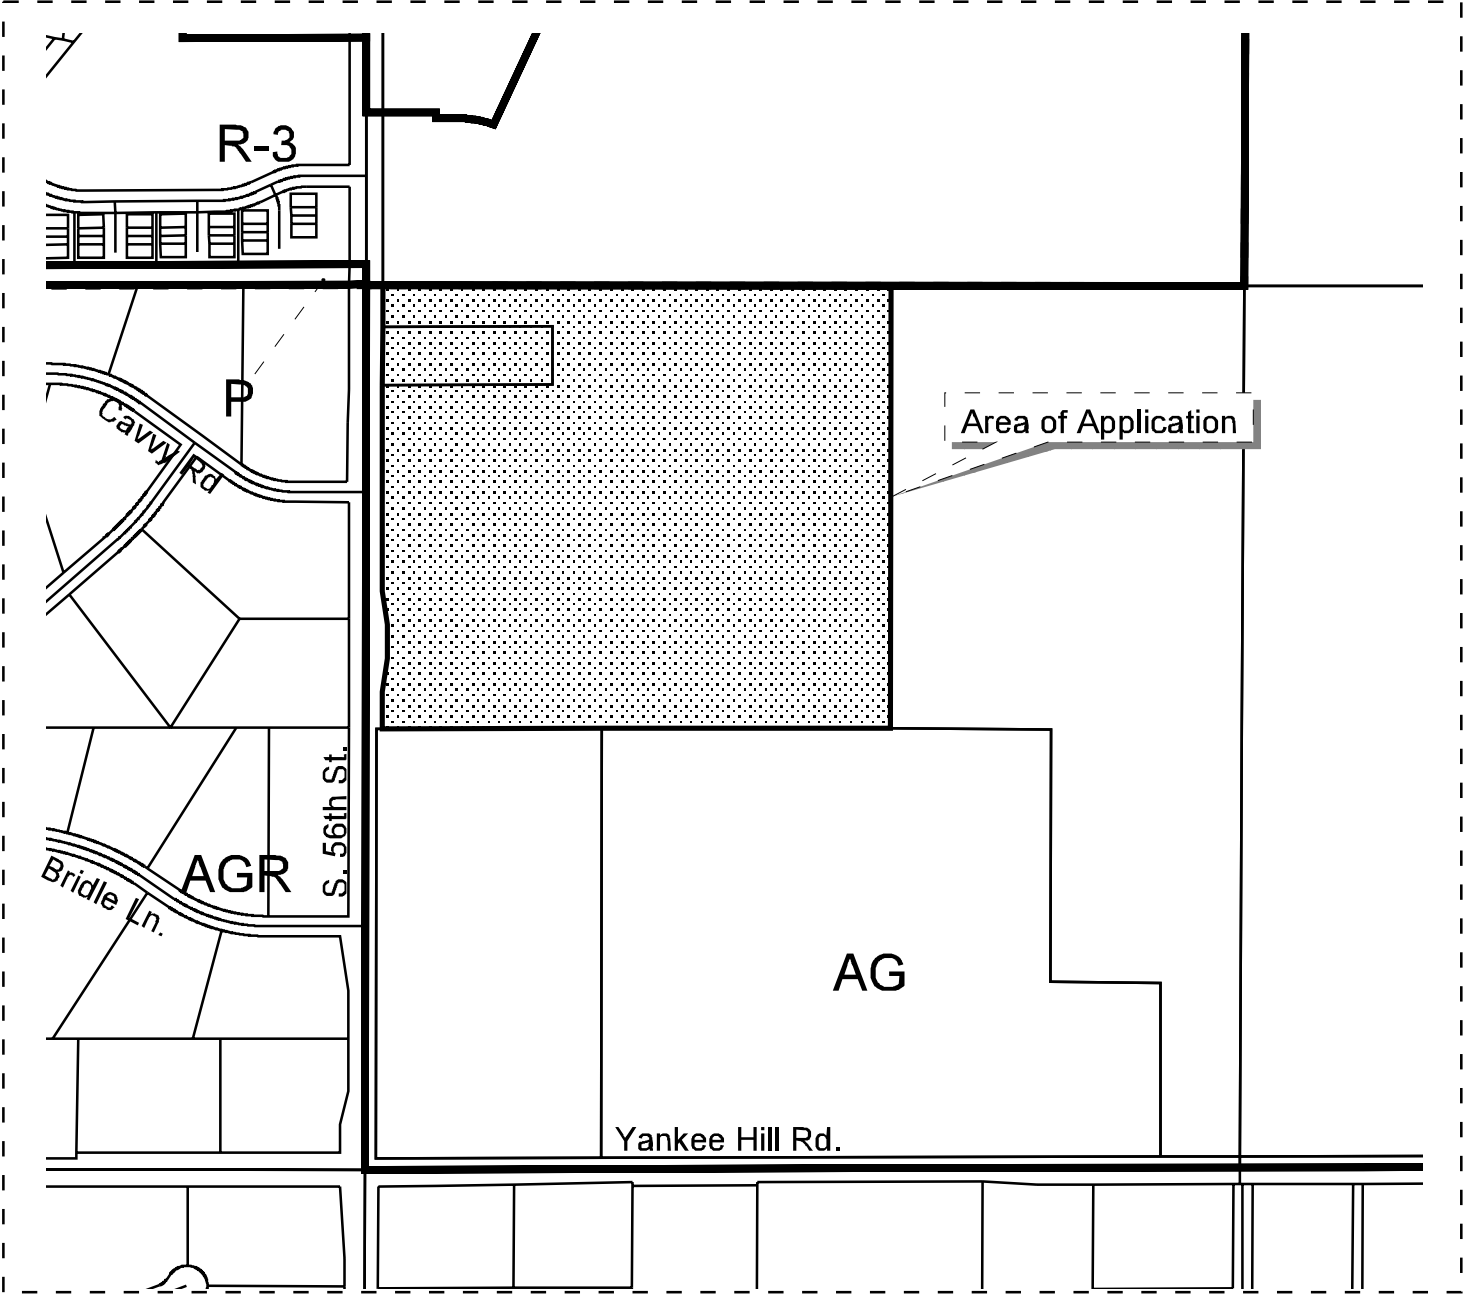 R-3
P
Area of Application
Cavvy Rd
S. 56th St.
AGR
Bridle Ln.
AG
Yankee Hill Rd.